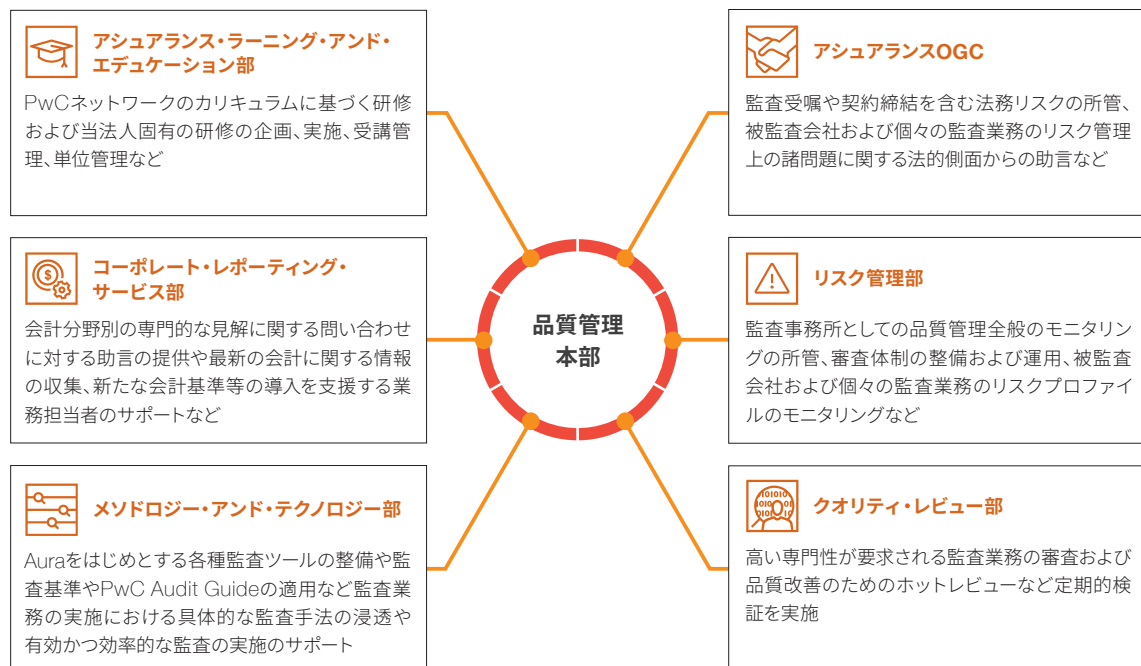 アシュアランス・ラーニング・アンド・
エデュケーション部
PwCネットワークのカリキュラムに基づく研修
および当法人固有の研修の企画、実施、受講管
理、単位管理など
コーポレート・レポーティング・
サービス部
会計分野別の専門的な見解に関する問い合わせ
に対する助言の提供や最新の会計に関する情報
の収集、新たな会計基準等の導入を支援する業
務担当者のサポートなど
メソドロジー・アンド・テクノロジー部
Auraをはじめとする各種監査ツールの整備や監
査基準やPwC Audit Guideの適用など監査業
務の実施における具体的な監査手法の浸透や
有効かつ効率的な監査の実施のサポート
品質管理
本部
アシュアランスOGC
監査受嘱や契約締結を含む法務リスクの所管、
被監査会社および個々の監査業務のリスク管理
上の諸問題に関する法的側面からの助言など
リスク管理部
監査事務所としての品質管理全般のモニタリン
グの所管、審査体制の整備および運用、被監査
会社および個々の監査業務のリスクプロファイ
ルのモニタリングなど
クオリティ・レビュー部
高い専門性が要求される監査業務の審査および
品質改善のためのホットレビューなど定期的検
証を実施